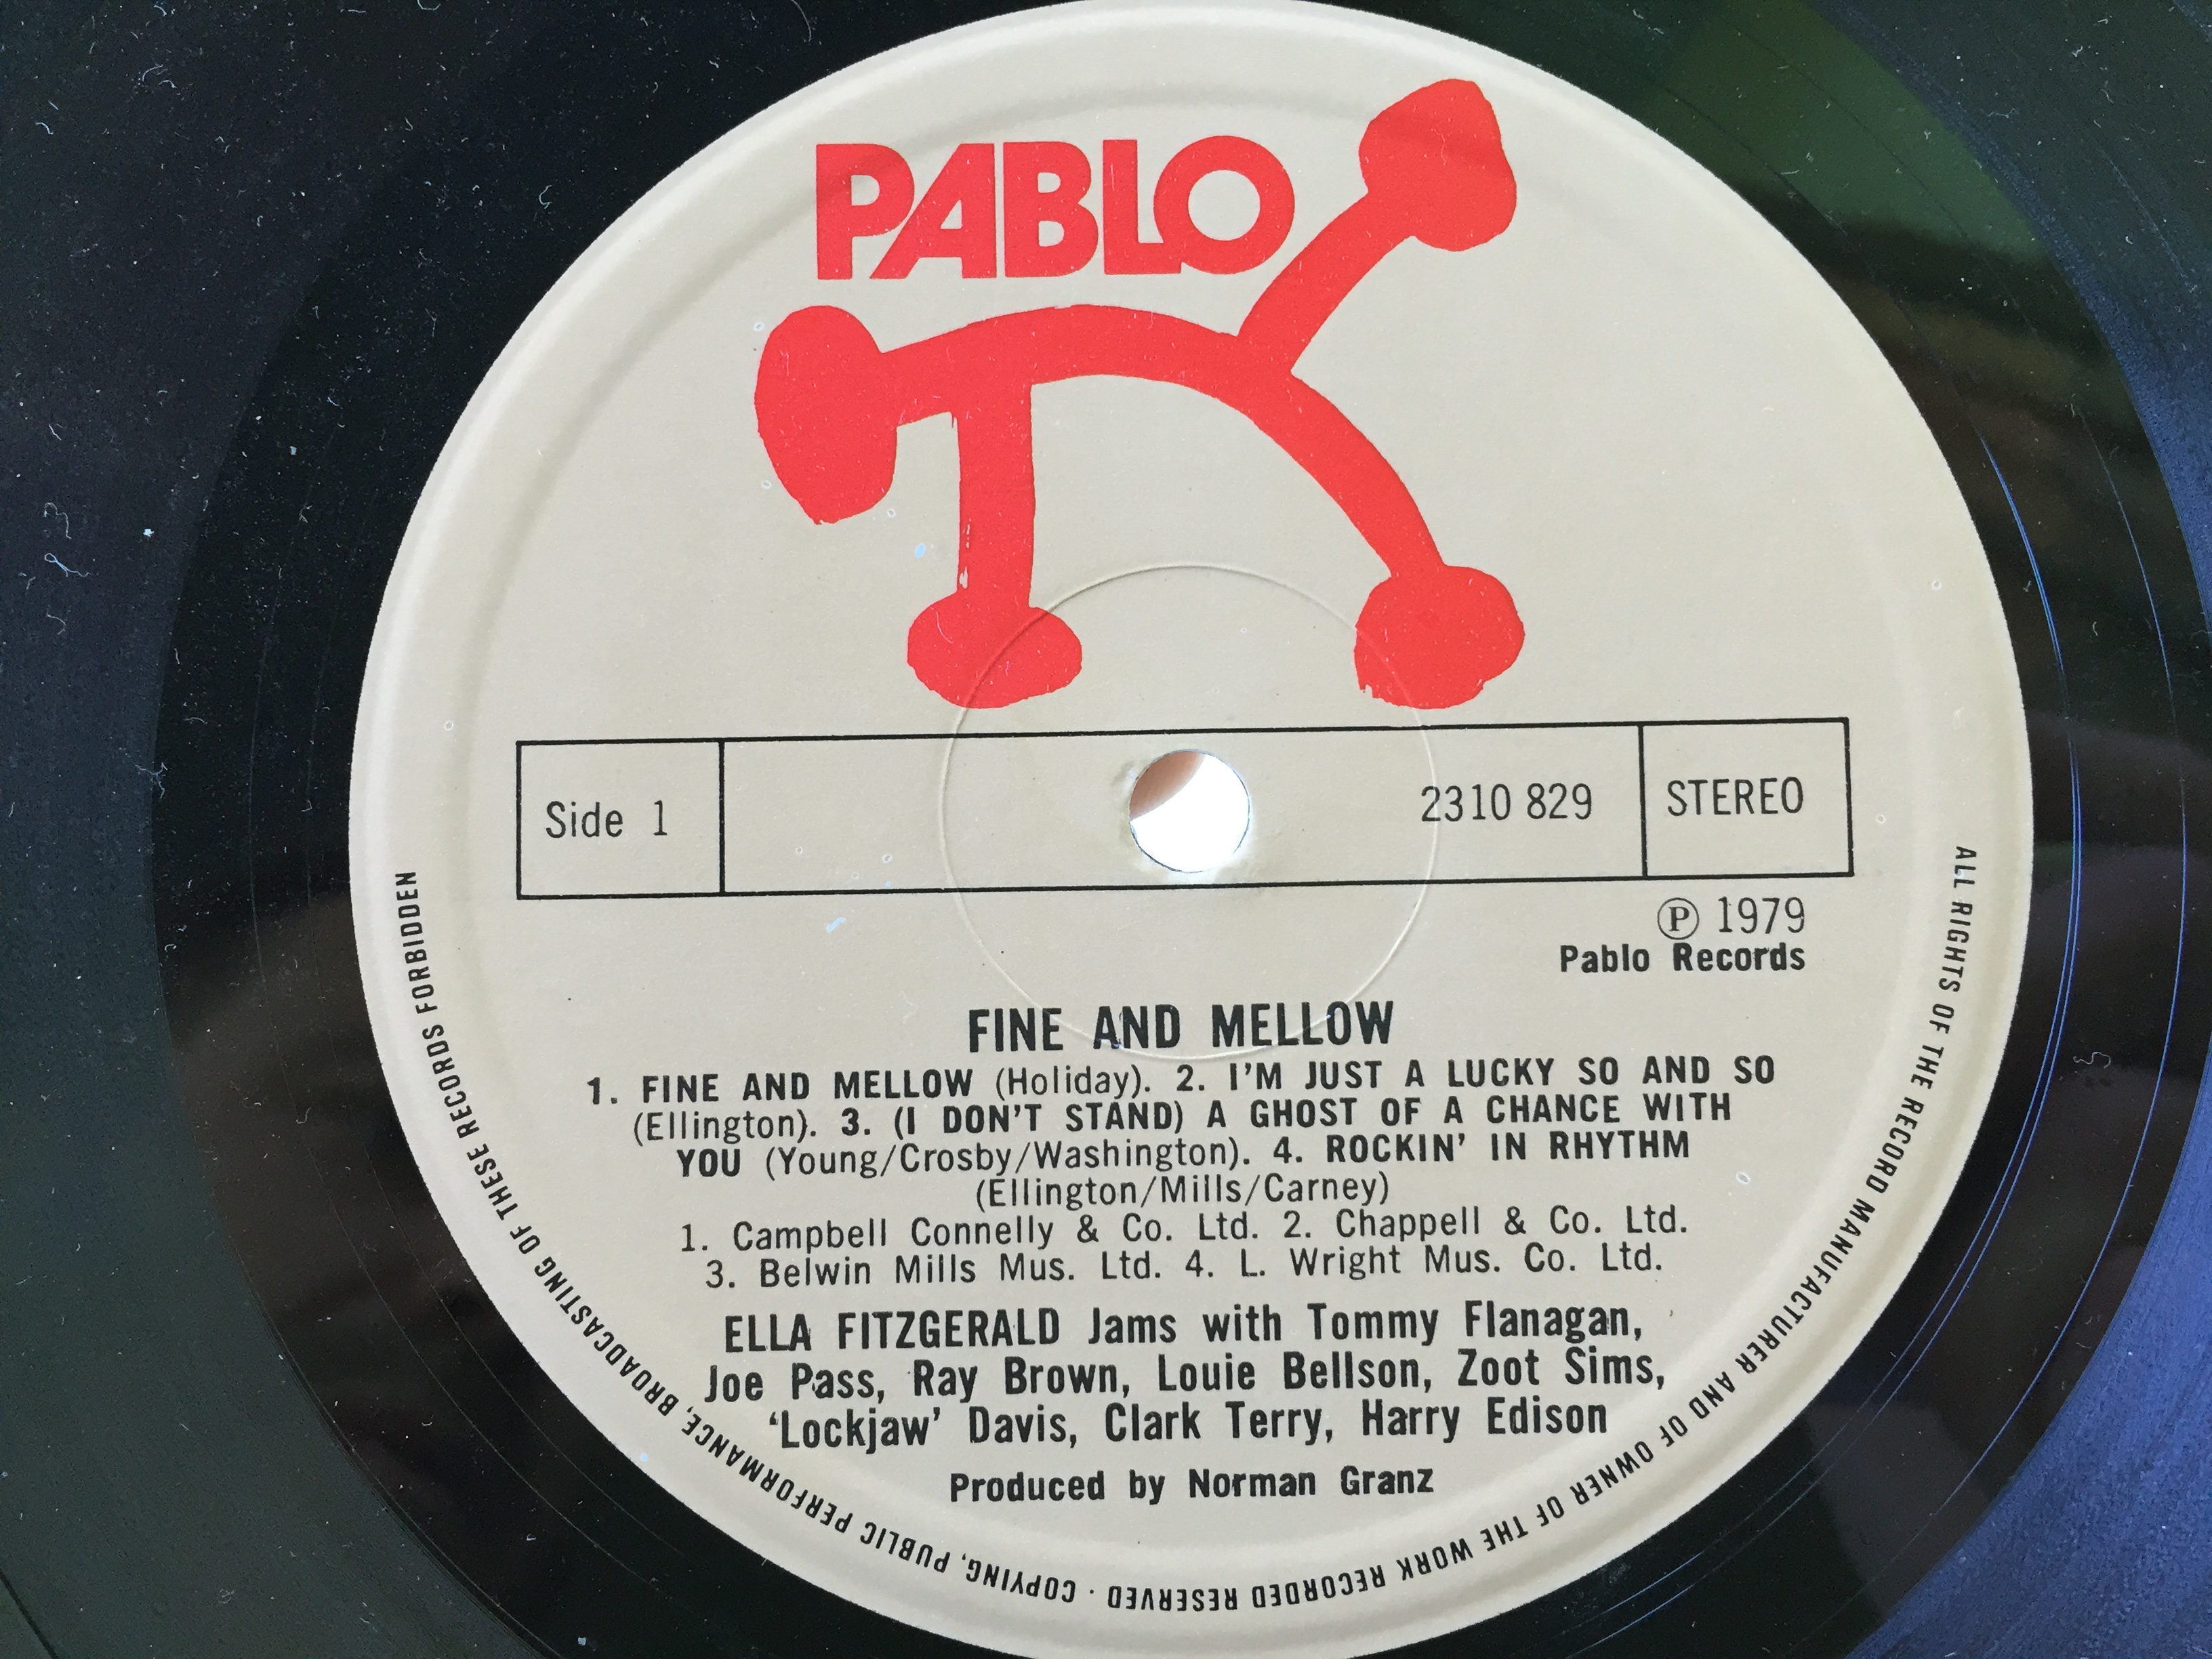 PABLO
Side 1
2310 829
STEREO
℗ 1979
Pablo Records
FINE AND MELLOW
1. FINE AND MELLOW (Holiday). 2. I'M JUST A LUCKY SO AND SO
(Ellington). 3. (I DON'T STAND) A GHOST OF A CHANCE WITH
YOU (Young/Crosby/Washington). 4. ROCKIN' IN RHYTHM
(Ellington/Mills/Carney)
1. Campbell Connelly & Co. Ltd. 2. Chappell & Co. Ltd.
3. Belwin Mills Mus. Ltd. 4. L. Wright Mus. Co. Ltd.
ELLA FITZGERALD Jams with Tommy Flanagan,
Joe Pass, Ray Brown, Louie Bellson, Zoot Sims,
‘Lockjaw’ Davis, Clark Terry, Harry Edison
Produced by Norman Granz
ALL RIGHTS OF THE RECORD MANUFACTURER AND OF OWNER OF THE WORK RECORDED RESERVED · COPYING, PUBLIC PERFORMANCE, BROADCASTING OF THESE RECORDS FORBIDDEN